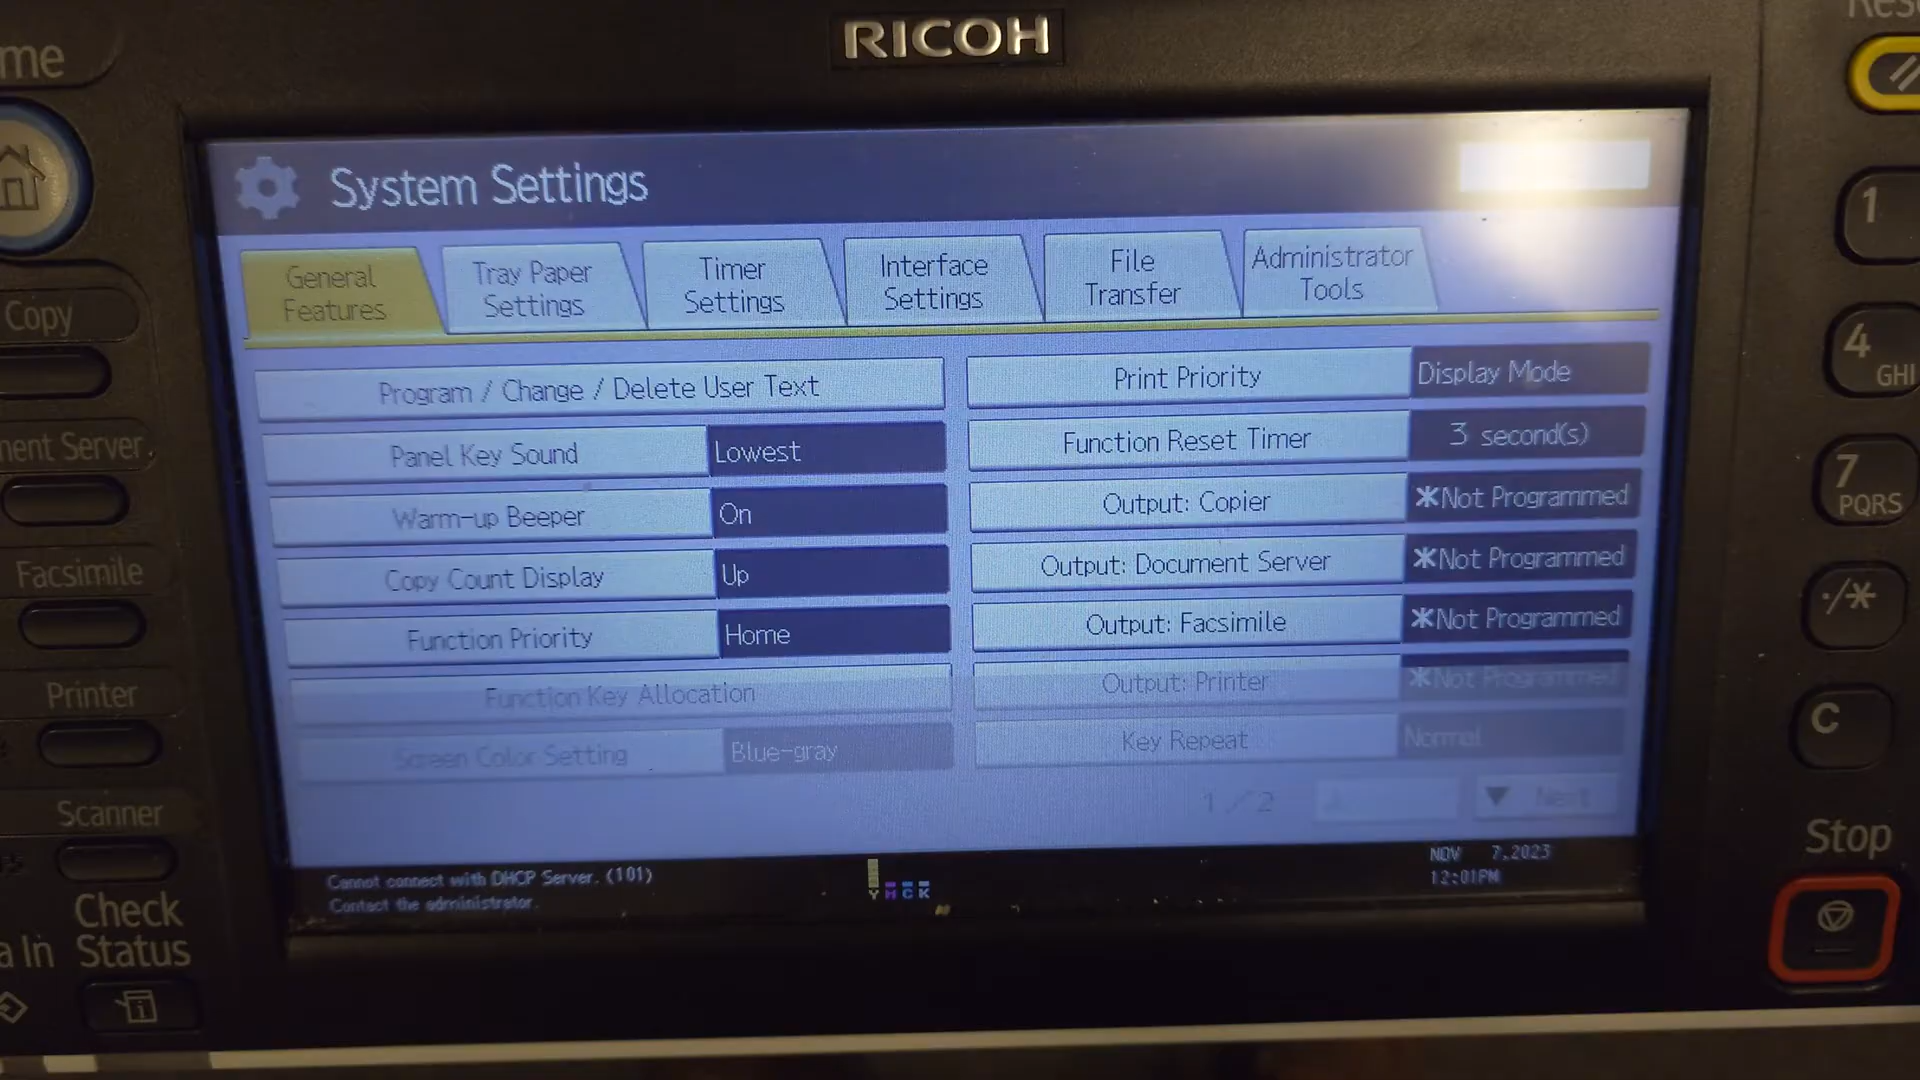 RICOH
me
System Settings
General
Features
Tray Paper
Settings
Timer
Settings
Interface
Settings
File
Transfer
Administrator
Tools
Program / Change / Delete User Text
Panel Key Sound
Lowest
Warm-up Beeper
On
Copy Count Display
Up
Function Priority
Home
Function Key Allocation
Screen Color Setting
Blue-gray
Print Priority
Display Mode
Function Reset Timer
3 second(s)
Output: Copier
*Not Programmed
Output: Document Server
*Not Programmed
Output: Facsimile
*Not Programmed
Output: Printer
*Not Programmed
Key Repeat
Normal
1 / 2
▼ Next
Cannot connect with DHCP Server. (101)
Contact the administrator.
Y M C K
NOV 7,2023
12:01PM
Copy
ment Server
Facsimile
Printer
Scanner
Check
Status
a In
Res
1
4
GHI
7
PQRS
·/*
C
Stop